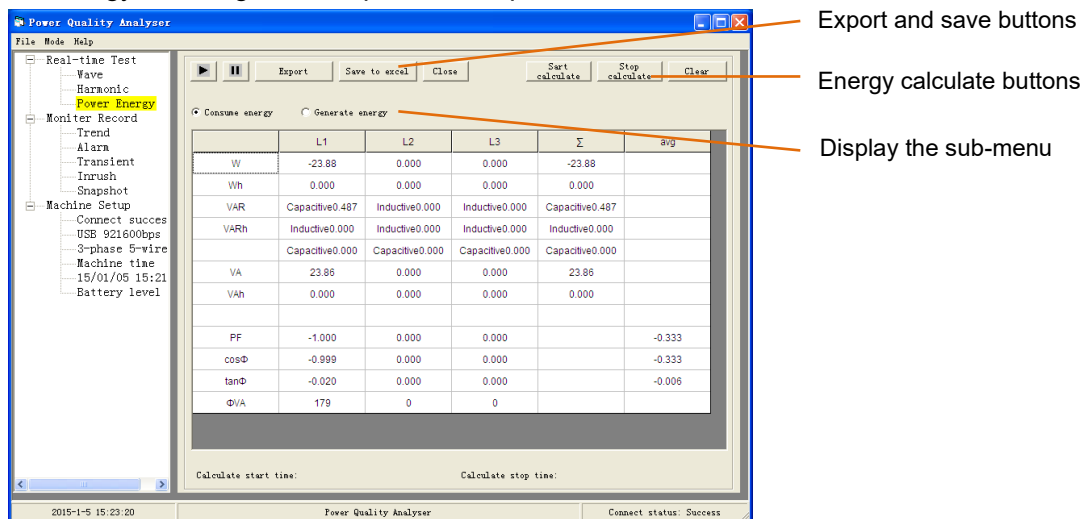 Power Quality Analyser
File Mode Help
Real-time Test
Wave
Harmonic
Power Energy
Moniter Record
Trend
Alarm
Transient
Inrush
Snapshot
Machine Setup
Connect succes
USB 921600bps
3-phase 5-wire
Machine time
15/01/05 15:21
Battery level
Export Save to excel Close Sart calculate Stop calculate Clear
Consume energy Generate energy
L1 L2 L3 Σ avg
W -23.88 0.000 0.000 -23.88
Wh 0.000 0.000 0.000 0.000
VAR Capacitive0.487 Inductive0.000 Inductive0.000 Capacitive0.487
VARh Inductive0.000 Inductive0.000 Inductive0.000 Inductive0.000
Capacitive0.000 Capacitive0.000 Capacitive0.000 Capacitive0.000
VA 23.86 0.000 0.000 23.86
VAh 0.000 0.000 0.000 0.000
PF -1.000 0.000 0.000 -0.333
cosΦ -0.999 0.000 0.000 -0.333
tanΦ -0.020 0.000 0.000 -0.006
ΦVA 179 0 0
Calculate start time: Calculate stop time:
2015-1-5 15:23:20 Power Quality Analyser Connect status: Success
Export and save buttons
Energy calculate buttons
Display the sub-menu